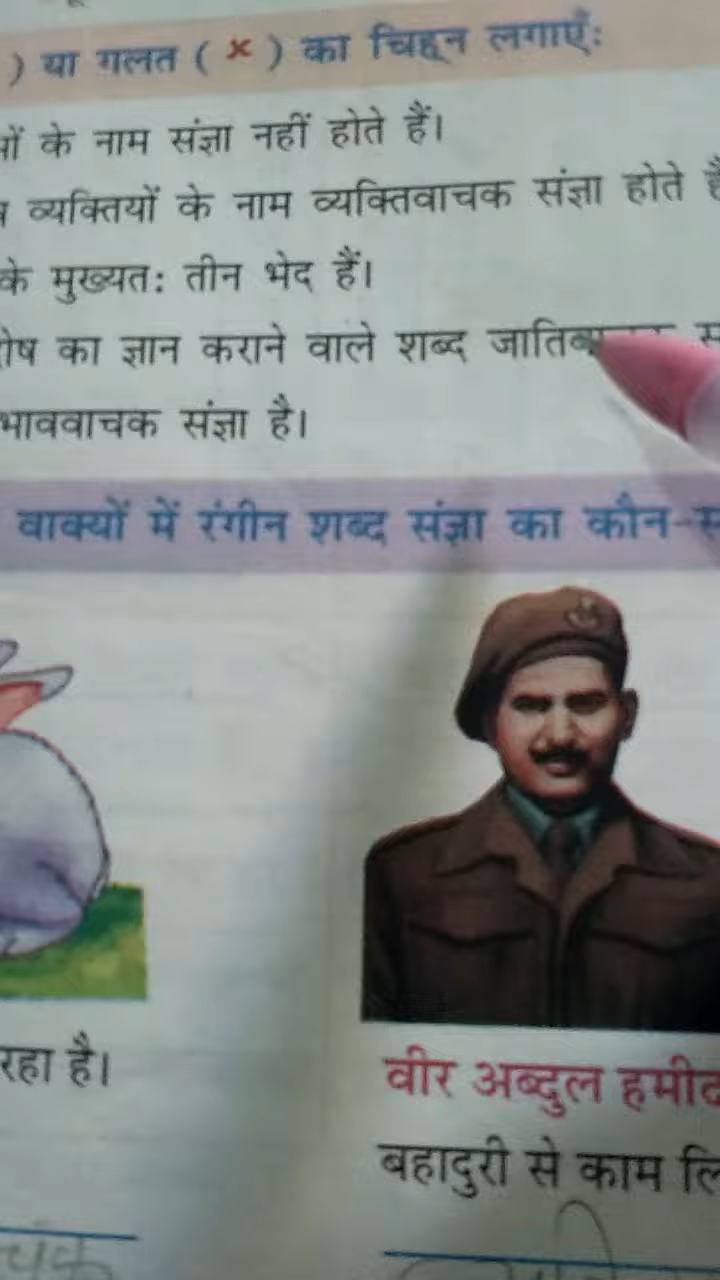 ) या गलत ( × ) का चिह्न लगाएँ:
के नाम संज्ञा नहीं होते हैं।
व्यक्तियों के नाम व्यक्तिवाचक संज्ञा होते
के मुख्यत: तीन भेद हैं।
का ज्ञान कराने वाले शब्द
भाववाचक संज्ञा है।
वाक्यों में रंगीन शब्द संज्ञा का कौन-
रहा है।
वीर अब्दुल हमीद
बहादुरी से काम